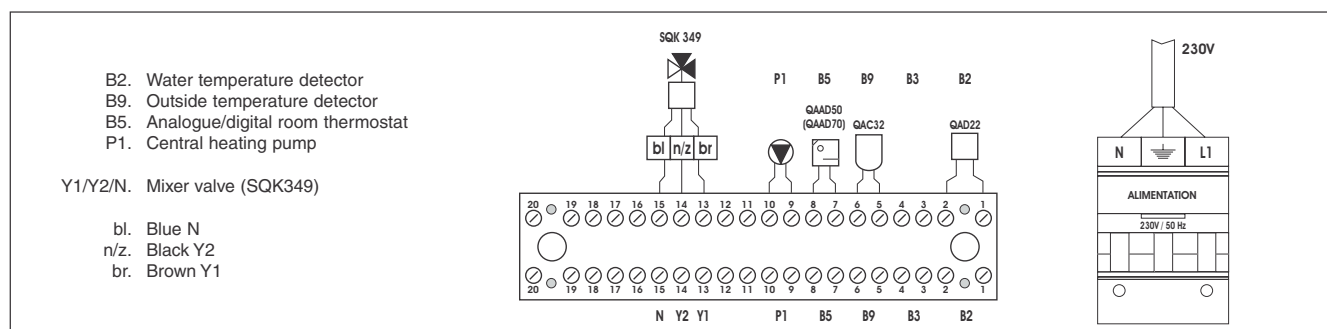 B2. Water temperature detector
B9. Outside temperature detector
B5. Analogue/digital room thermostat
P1. Central heating pump
Y1/Y2/N. Mixer valve (SQK349)
bl. Blue N
n/z. Black Y2
br. Brown Y1
SQK 349
bl n/z br
P1 B5 B9 B3 B2
QAAD50
(QAAD70)
QAC32
QAD22
20 19 18 17 16 15 14 13 12 11 10 9 8 7 6 5 4 3 2 1
20 19 18 17 16 15 14 13 12 11 10 9 8 7 6 5 4 3 2 1
N Y2 Y1 P1 B5 B9 B3 B2
230V
N L1
ALIMENTATION
230V / 50 Hz